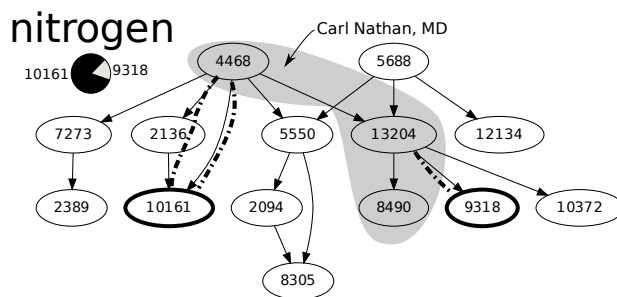 nitrogen
Carl Nathan, MD
10161 9318
4468 5688
7273 2136 5550 13204 12134
2389 10161 2094 8490 9318 10372
8305